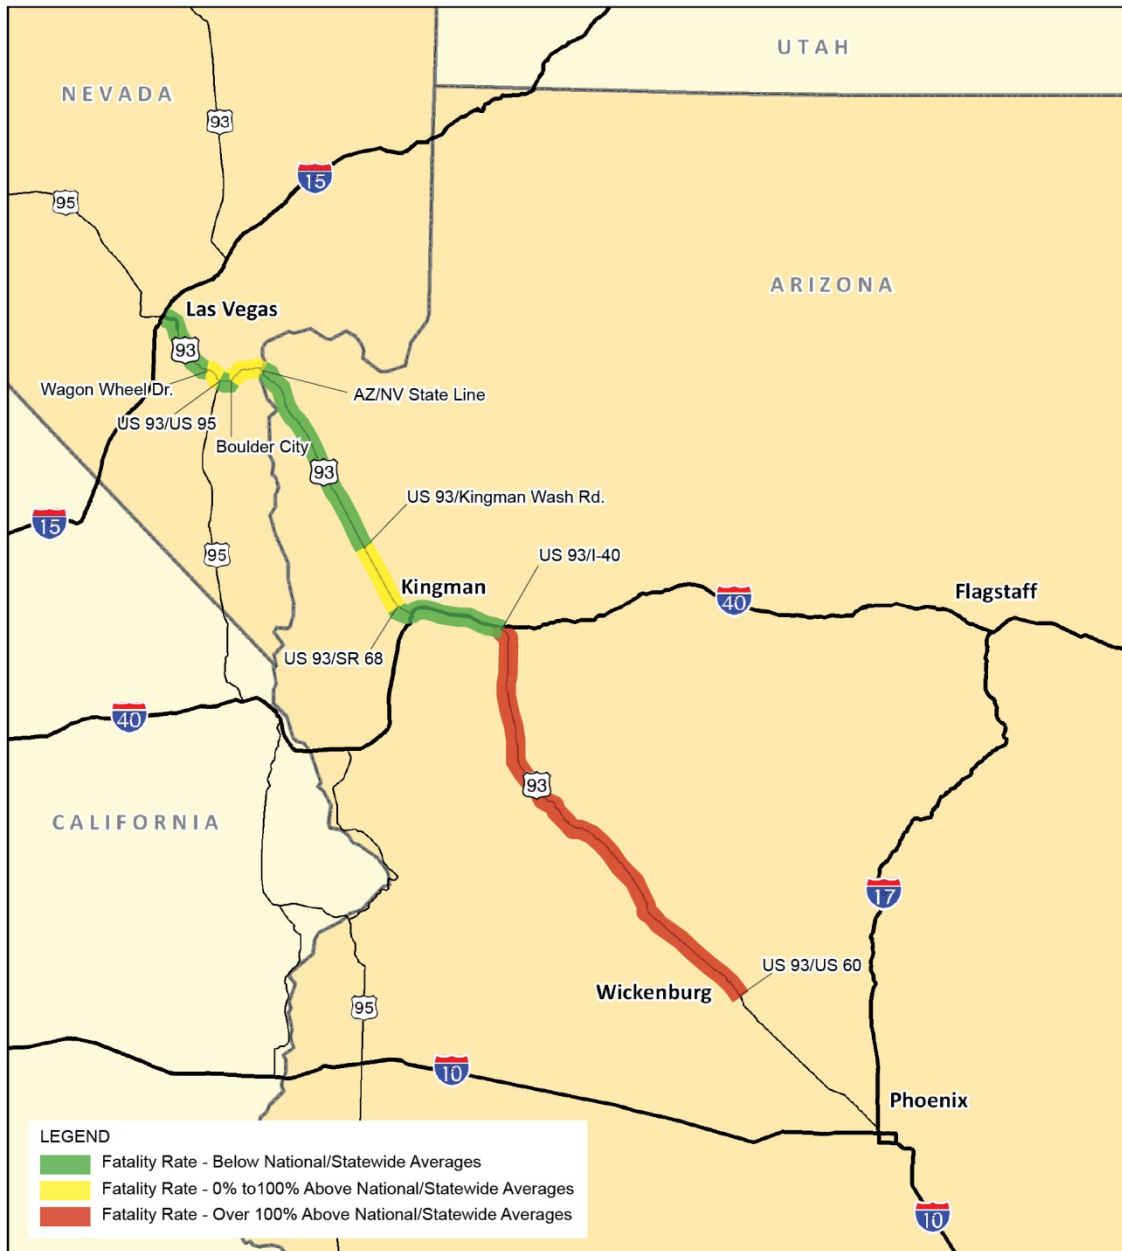 UTAH
NEVADA
93
15
95
ARIZONA
Las Vegas
93
Wagon Wheel Dr.
AZ/NV State Line
US 93/US 95
Boulder City
93
US 93/Kingman Wash Rd.
15
95
US 93/I-40
Kingman
40
Flagstaff
US 93/SR 68
40
93
CALIFORNIA
17
US 93/US 60
Wickenburg
95
10
Phoenix
LEGEND
Fatality Rate - Below National/Statewide Averages
Fatality Rate - 0% to100% Above National/Statewide Averages
Fatality Rate - Over 100% Above National/Statewide Averages
10